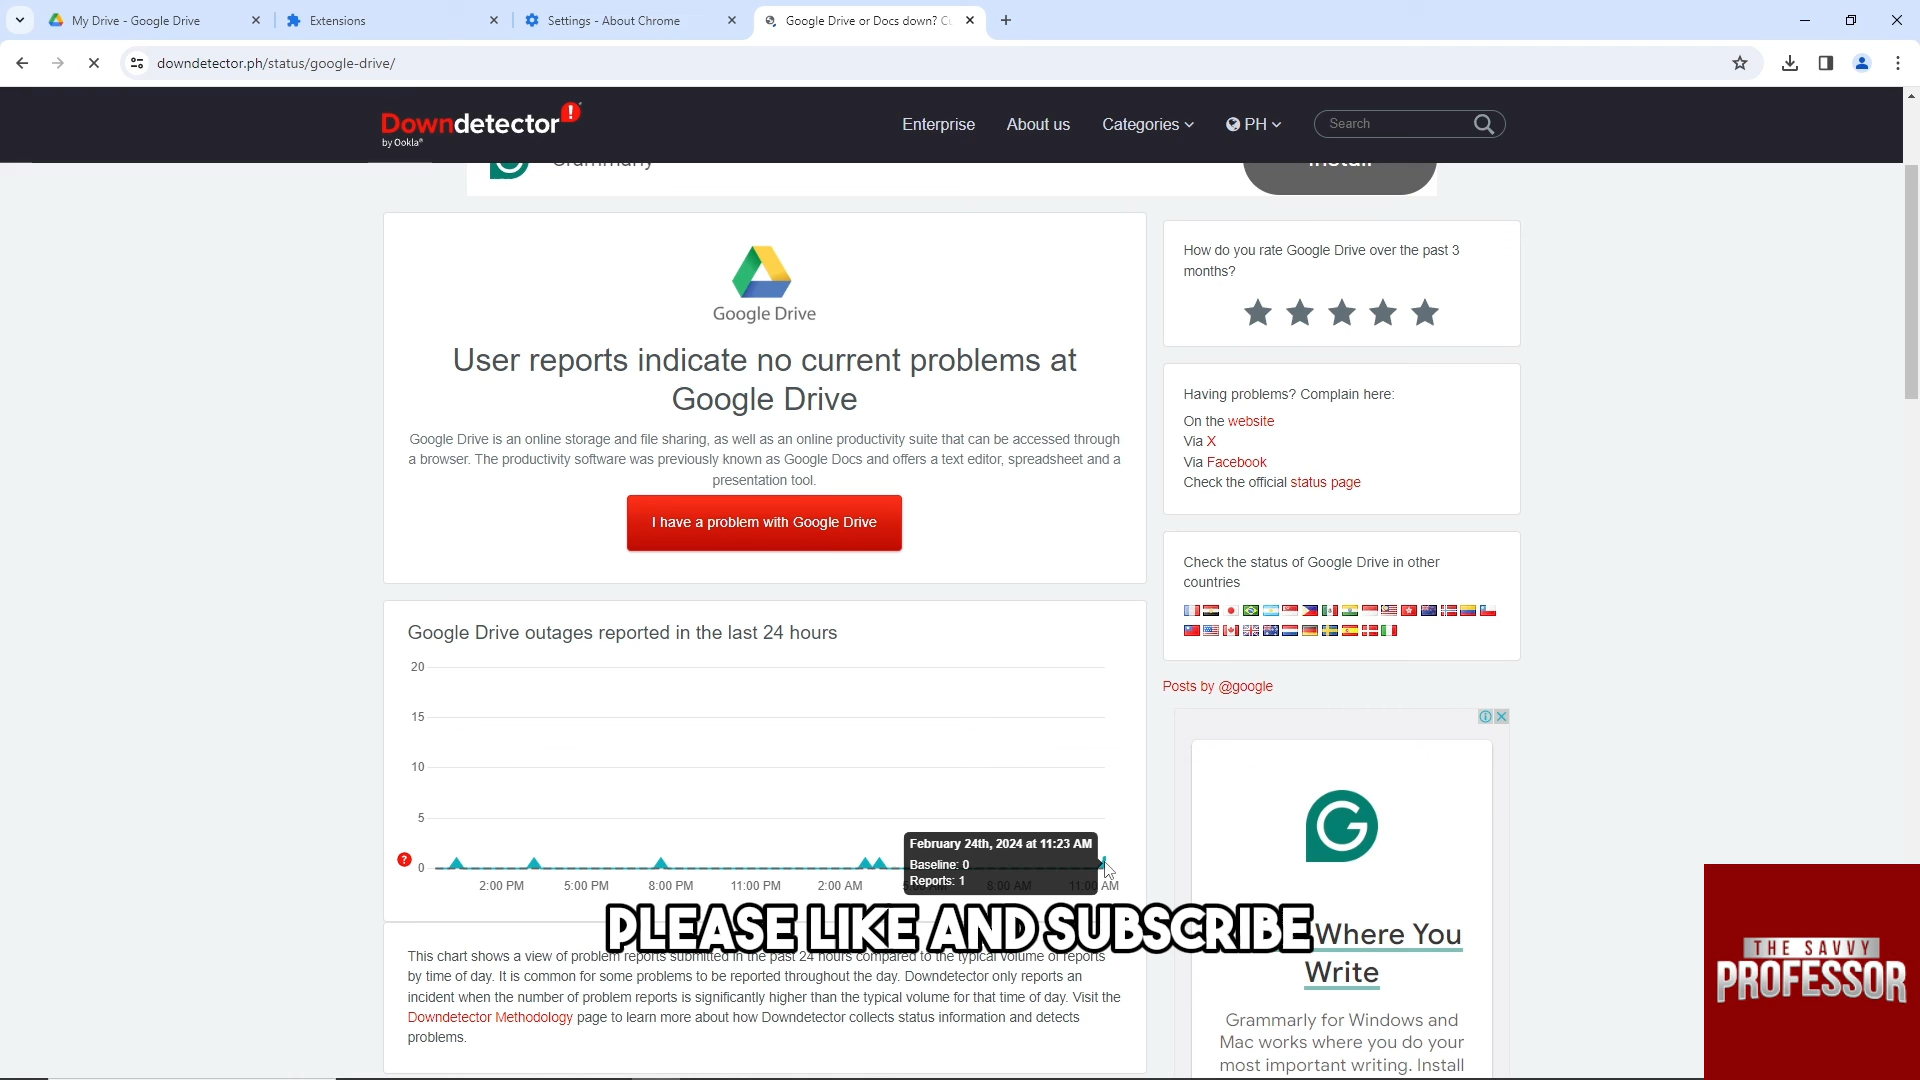 My Drive - Google Drive
Extensions
Settings - About Chrome
Google Drive or Docs down?
downdetector.ph/status/google-drive/
Downdetector
by Ookla®
Enterprise
About us
Categories
PH
Search
Grammarly
Install
Google Drive
User reports indicate no current problems at
Google Drive
Google Drive is an online storage and file sharing, as well as an online productivity suite that can be accessed through
a browser. The productivity software was previously known as Google Docs and offers a text editor, spreadsheet and a
presentation tool.
I have a problem with Google Drive
How do you rate Google Drive over the past 3
months?
Having problems? Complain here:
On the website
Via X
Via Facebook
Check the official status page
Check the status of Google Drive in other
countries
Posts by @google
Google Drive outages reported in the last 24 hours
20
15
10
5
0
February 24th, 2024 at 11:23 AM
Baseline: 0
Reports: 1
2:00 PM
5:00 PM
8:00 PM
11:00 PM
2:00 AM
8:00 AM
11:00 AM
PLEASE LIKE AND SUBSCRIBE
This chart shows a view of problem reports submitted in the past 24 hours compared to the typical volume of reports
by time of day. It is common for some problems to be reported throughout the day. Downdetector only reports an
incident when the number of problem reports is significantly higher than the typical volume for that time of day. Visit the
Downdetector Methodology page to learn more about how Downdetector collects status information and detects
problems.
Where You
Write
Grammarly for Windows and
Mac works where you do your
most important writing. Install
THE SAVVY
PROFESSOR